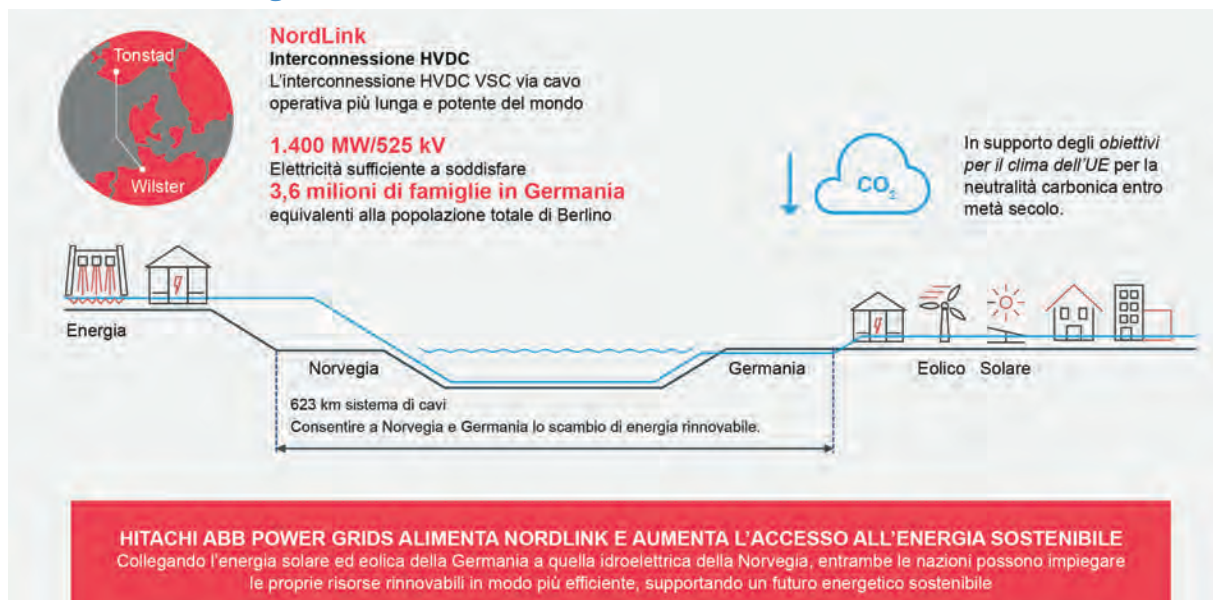 Tonstad
Wilster
NordLink
Interconnessione HVDC
L'interconnessione HVDC VSC via cavo
operativa più lunga e potente del mondo
1.400 MW/525 kV
Elettricità sufficiente a soddisfare
3,6 milioni di famiglie in Germania
equivalenti alla popolazione totale di Berlino
CO₂
In supporto degli obiettivi
per il clima dell'UE per la
neutralità carbonica entro
metà secolo.
Energia
Norvegia
Germania
Eolico
Solare
623 km sistema di cavi
Consentire a Norvegia e Germania lo scambio di energia rinnovabile.
HITACHI ABB POWER GRIDS ALIMENTA NORDLINK E AUMENTA L'ACCESSO ALL'ENERGIA SOSTENIBILE
Collegando l'energia solare ed eolica della Germania a quella idroelettrica della Norvegia, entrambe le nazioni possono impiegare
le proprie risorse rinnovabili in modo più efficiente, supportando un futuro energetico sostenibile